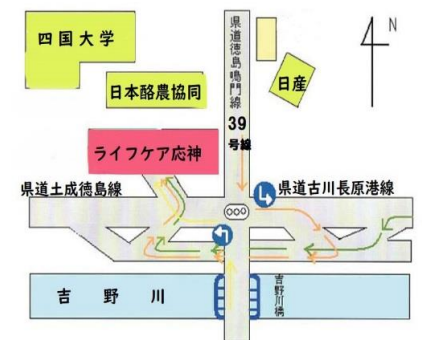 四国大学
日本酪農協同
ライフケア応神
県道徳島鳴門線
39
号線
日産
N
県道土成徳島線
県道古川長原港線
吉野川
吉野川橋